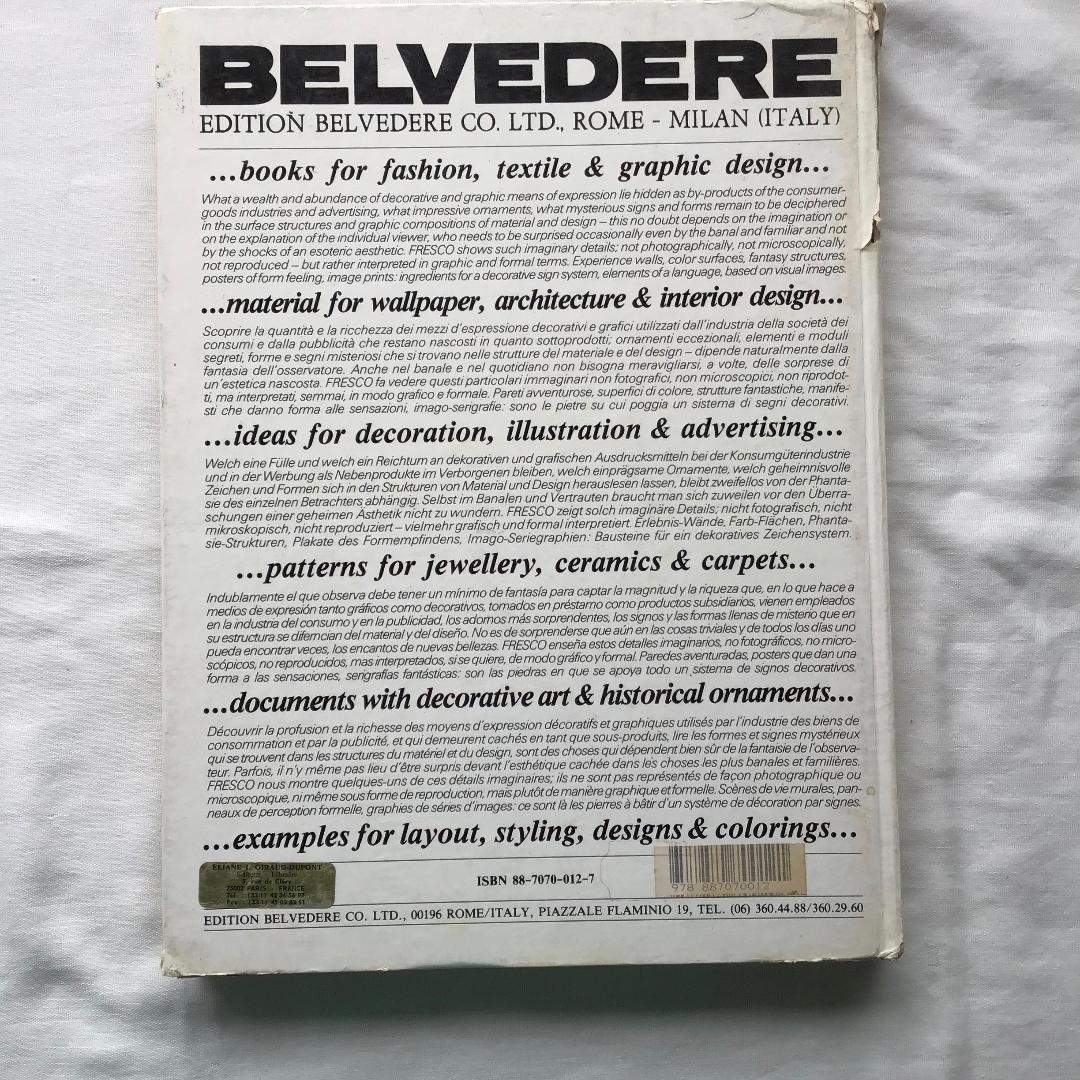 BELVEDERE
EDITION BELVEDERE CO. LTD., ROME - MILAN (ITALY)
...books for fashion, textile & graphic design...
What a wealth and abundance of decorative and graphic means of expression lie hidden as by-products of the consumer-
goods industries and advertising, what impressive ornaments, what mysterious signs and forms remain to be deciphered
in the surface structures and graphic compositions of material and design – this no doubt depends on the imagination or
on the explanation of the individual viewer, who needs to be surprised occasionally even by the banal and familiar and not
by the shocks of an esoteric aesthetic. FRESCO shows such imaginary details; not photographically, not microscopically,
not reproduced – but rather interpreted in graphic and formal terms. Experience walls, color surfaces, fantasy structures,
posters of form feeling, image prints: ingredients for a decorative sign system, elements of a language, based on visual images.
...material for wallpaper, architecture & interior design...
Scoprire la quantità e la ricchezza dei mezzi d'espressione decorativi e grafici utilizzati dall'industria della società dei
consumi e dalla pubblicità che restano nascosti in quanto sottoprodotti; ornamenti eccezionali, elementi e moduli
segreti, forme e segni misteriosi che si trovano nelle strutture del materiale e del design – dipende naturalmente dalla
fantasia dell'osservatore. Anche nel banale e nel quotidiano non bisogna meravigliarsi, a volte, delle sorprese di
un'estetica nascosta. FRESCO fa vedere questi particolari immaginari non fotografici, non microscopici, non riprodot-
ti, ma interpretati, semmai, in modo grafico e formale. Pareti avventurose, superfici di colore, strutture fantastiche, manife-
sti che danno forma alle sensazioni, imago-serigrafie: sono le pietre su cui poggia un sistema di segni decorativi.
...ideas for decoration, illustration & advertising...
Welch eine Fülle und welch ein Reichtum an dekorativen und grafischen Ausdrucksmitteln bei der Konsumgüterindustrie
und in der Werbung als Nebenprodukte im Verborgenen bleiben, welch einprägsame Ornamente, welch geheimnisvolle
Zeichen und Formen sich in den Strukturen von Material und Design herauslesen lassen, bleibt zweifellos von der Phanta-
sie des einzelnen Betrachters abhängig. Selbst im Banalen und Vertrauten braucht man sich zuweilen vor den Überra-
schungen einer geheimen Ästhetik nicht zu wundern. FRESCO zeigt solch imaginäre Details; nicht fotografisch, nicht
mikroskopisch, nicht reproduziert – vielmehr grafisch und formal interpretiert. Erlebnis-Wände, Farb-Flächen, Phanta-
sie-Strukturen, Plakate des Formempfindens, Imago-Seriegraphien: Bausteine für ein dekoratives Zeichensystem.
...patterns for jewellery, ceramics & carpets...
Indublamente el que observa debe tener un mínimo de fantasía para captar la magnitud y la riqueza que, en lo que hace a
medios de expresión tanto gráficos como decorativos, tomados en préstamo como productos subsidiarios, vienen empleados
en la industria del consumo y en la publicidad, los adornos más sorprendentes, los signos y las formas llenas de misterio que en
su estructura se diferncian del material y del diseño. No es de sorprenderse que aún en las cosas triviales y de todos los días uno
pueda encontrar veces, los encantos de nuevas bellezas. FRESCO enseña estos detalles imaginarios, no fotográficos, no micro-
scópicos, no reproducidos, mas interpretados, si se quiere, de modo gráfico y formal. Paredes aventuradas, posters que dan una
forma a las sensaciones, serigrafías fantásticas: son las piedras en que se apoya todo un sistema de signos decorativos.
...documents with decorative art & historical ornaments...
Découvrir la profusion et la richesse des moyens d'expression décoratifs et graphiques utilisés par l'industrie des biens de
consommation et par la publicité, et qui demeurent cachés en tant que sous-produits, lire les formes et signes mystérieux
qui se trouvent dans les structures du matériel et du design, sont des choses qui dépendent bien sûr de la fantaisie de l'observa-
teur. Parfois, il n'y même pas lieu d'être surpris devant l'esthétique cachée dans les choses les plus banales et familières.
FRESCO nous montre quelques-uns de ces détails imaginaires; ils ne sont pas représentés de façon photographique ou
microscopique, ni même sous forme de reproduction, mais plutôt de manière graphique et formelle. Scènes de vie murales, pan-
neaux de perception formelle, graphies de séries d'images: ce sont là les pierres à bâtir d'un système de décoration par signes.
...examples for layout, styling, designs & colorings...
ELIANE J. GIRAUD-DUPONT
Editeur Libraire
5, rue de Cléry
75002 PARIS - FRANCE
ISBN 88-7070-012-7
978 887070012
EDITION BELVEDERE CO. LTD., 00196 ROME/ITALY, PIAZZALE FLAMINIO 19, TEL. (06) 360.44.88/360.29.60